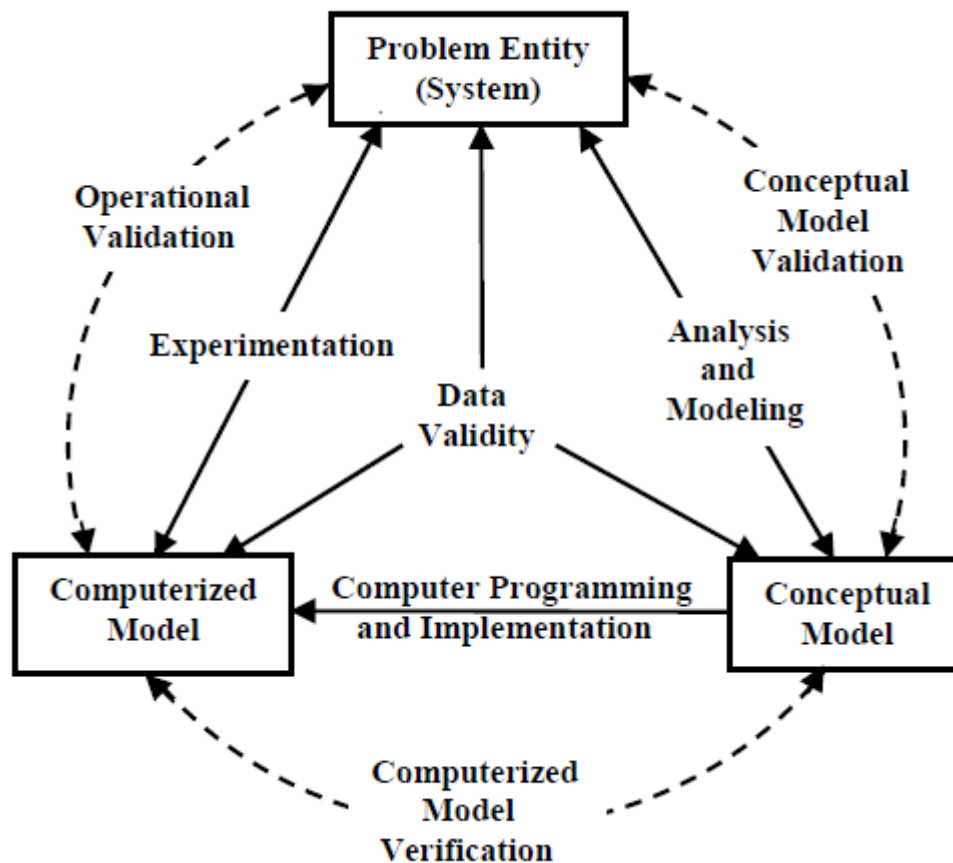 Problem Entity
(System)
Operational
Validation
Conceptual
Model
Validation
Experimentation
Analysis
and
Modeling
Data
Validity
Computerized
Model
Computer Programming
and Implementation
Conceptual
Model
Computerized
Model
Verification